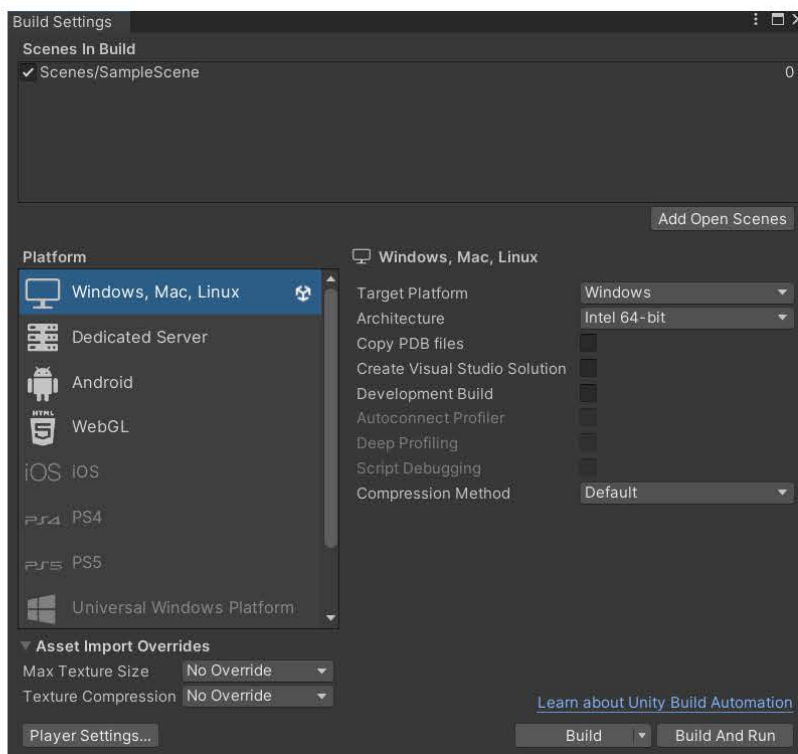 Build Settings
Scenes In Build
Scenes/SampleScene 0
Add Open Scenes
Platform
Windows, Mac, Linux
Dedicated Server
Android
HTML
5
WebGL
iOS iOS
PS4 PS4
PS5 PS5
Universal Windows Platform
Windows, Mac, Linux
Target Platform Windows
Architecture Intel 64-bit
Copy PDB files
Create Visual Studio Solution
Development Build
Autoconnect Profiler
Deep Profiling
Script Debugging
Compression Method Default
Asset Import Overrides
Max Texture Size No Override
Texture Compression No Override
Learn about Unity Build Automation
Player Settings...
Build
Build And Run